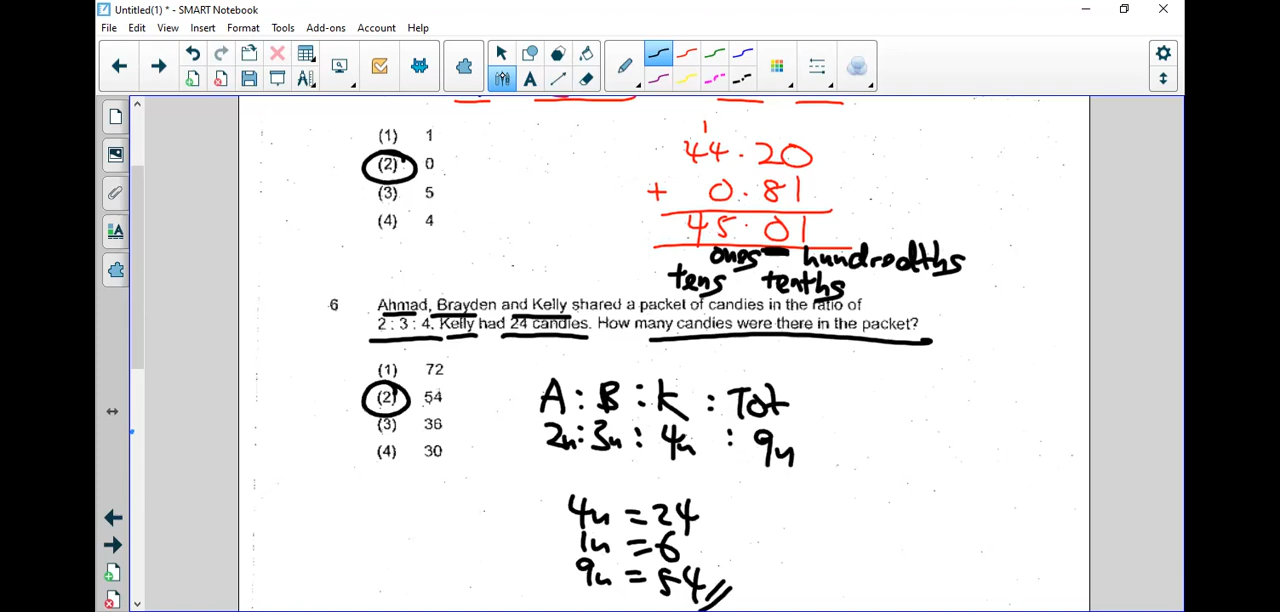 Untitled(1) * - SMART Notebook
File Edit View Insert Format Tools Add-ons Account Help
(1) 1
(2) 0
(3) 5
(4) 4
1
44.20
+ 0.81
45.01
ones hundredths
tens tenths
6 Ahmad, Brayden and Kelly shared a packet of candies in the ratio of
2 : 3 : 4. Kelly had 24 candies. How many candies were there in the packet?
(1) 72
(2) 54
(3) 36
(4) 30
A : B : K : Tot
2u : 3u : 4u : 9u
4u = 24
1u = 6
9u = 54